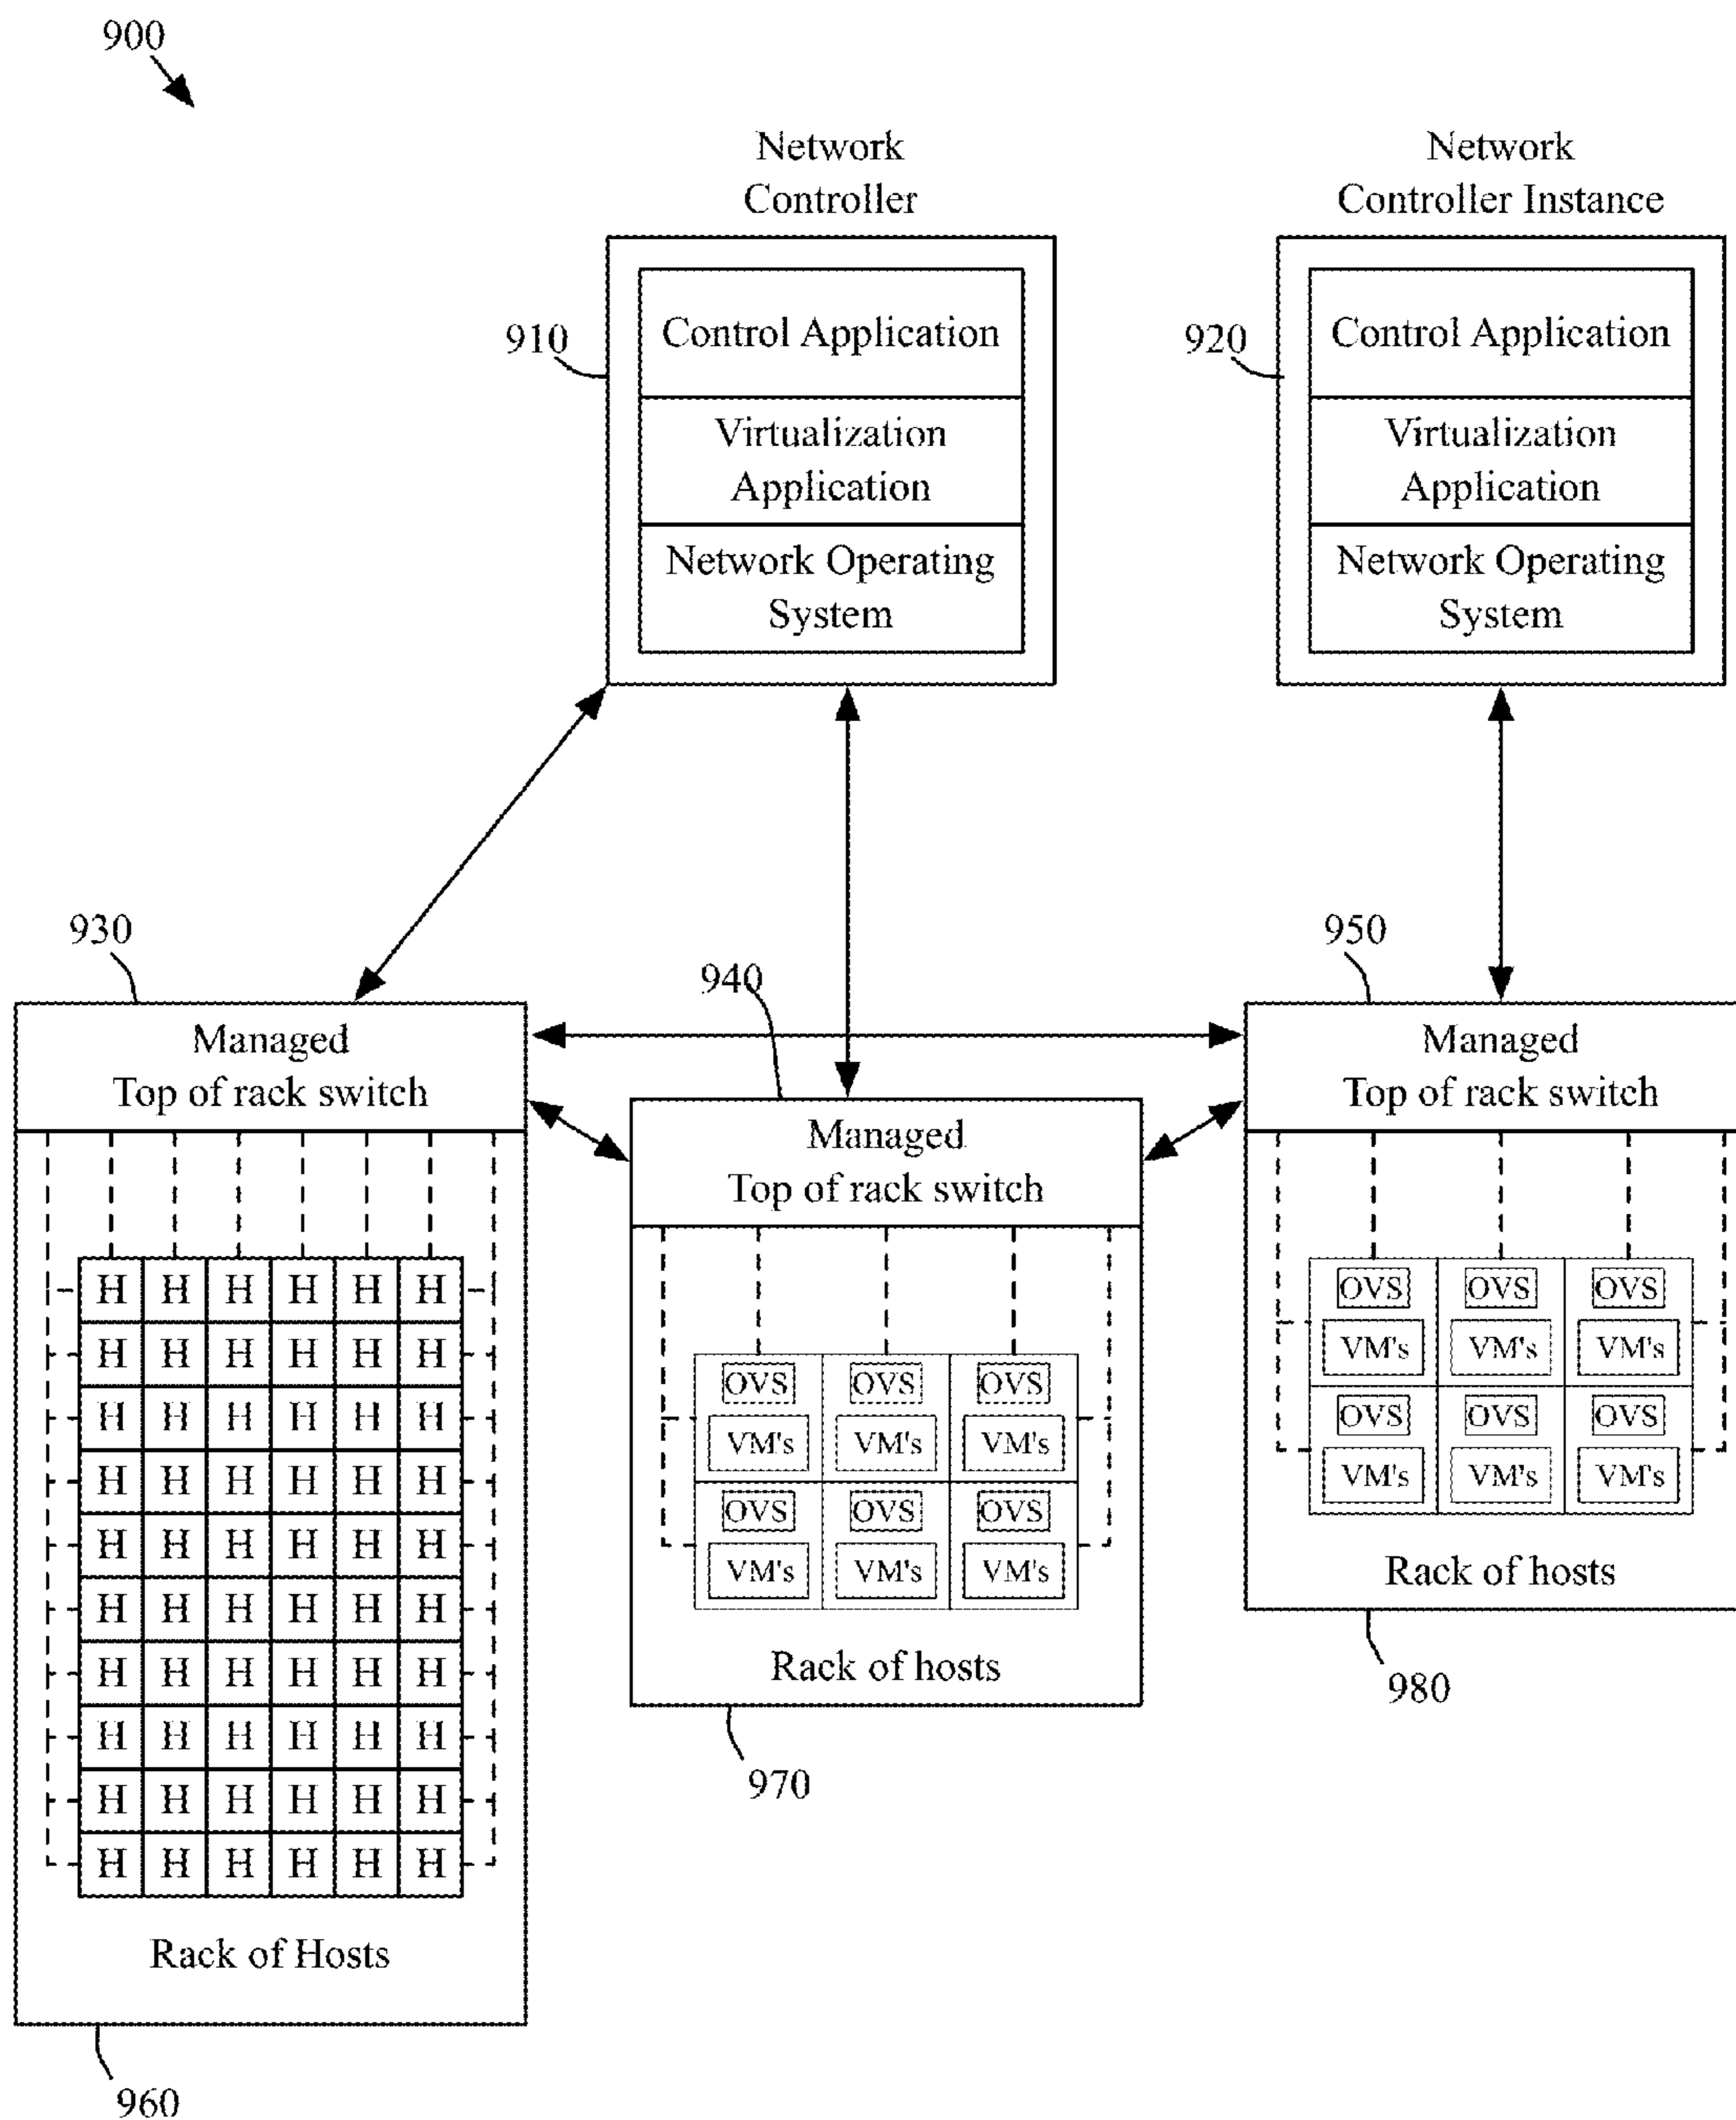 900
Network
Controller
Network
Controller Instance
910
Control Application
Virtualization
Application
Network Operating
System
920
Control Application
Virtualization
Application
Network Operating
System
930
Managed
Top of rack switch
940
Managed
Top of rack switch
950
Managed
Top of rack switch
H H H H H H
H H H H H H
H H H H H H
H H H H H H
H H H H H H
H H H H H H
H H H H H H
H H H H H H
H H H H H H
H H H H H H
Rack of Hosts
960
OVS OVS OVS
VM's VM's VM's
OVS OVS OVS
VM's VM's VM's
Rack of hosts
970
OVS OVS OVS
VM's VM's VM's
OVS OVS OVS
VM's VM's VM's
Rack of hosts
980